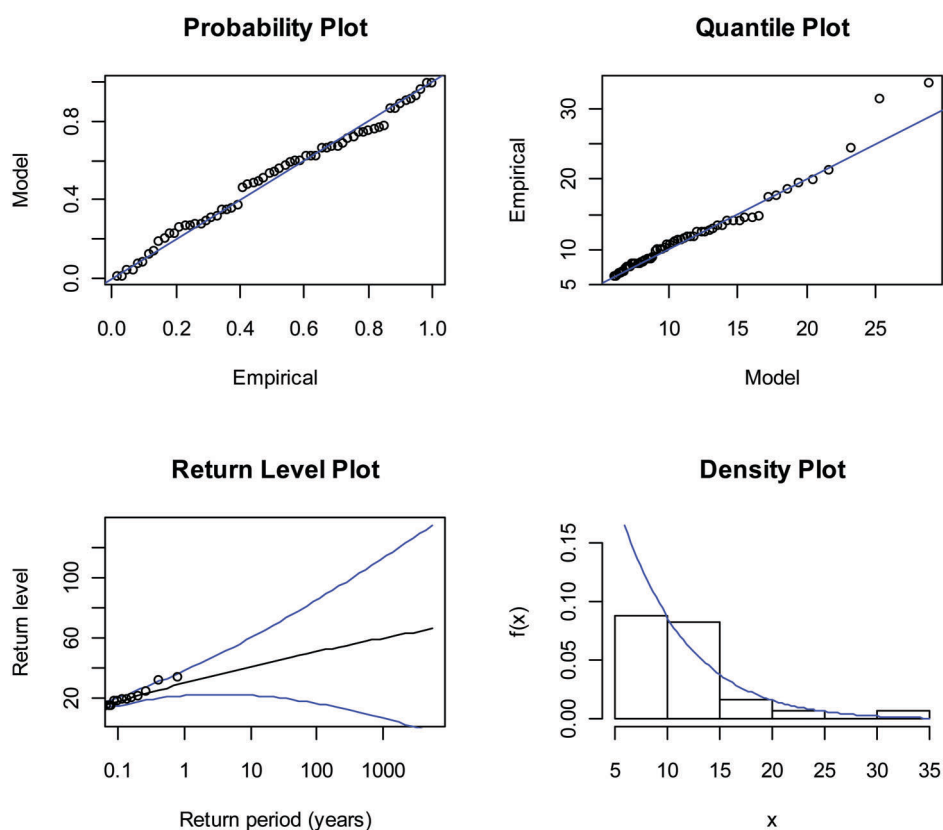 Probability Plot
Model
0.0 0.4 0.8
0.0 0.2 0.4 0.6 0.8 1.0
Empirical
Quantile Plot
Empirical
5 10 20 30
10 15 20 25
Model
Return Level Plot
Return level
20 60 100
0.1 1 10 100 1000
Return period (years)
Density Plot
f(x)
0.00 0.05 0.10 0.15
5 10 15 20 25 30 35
x